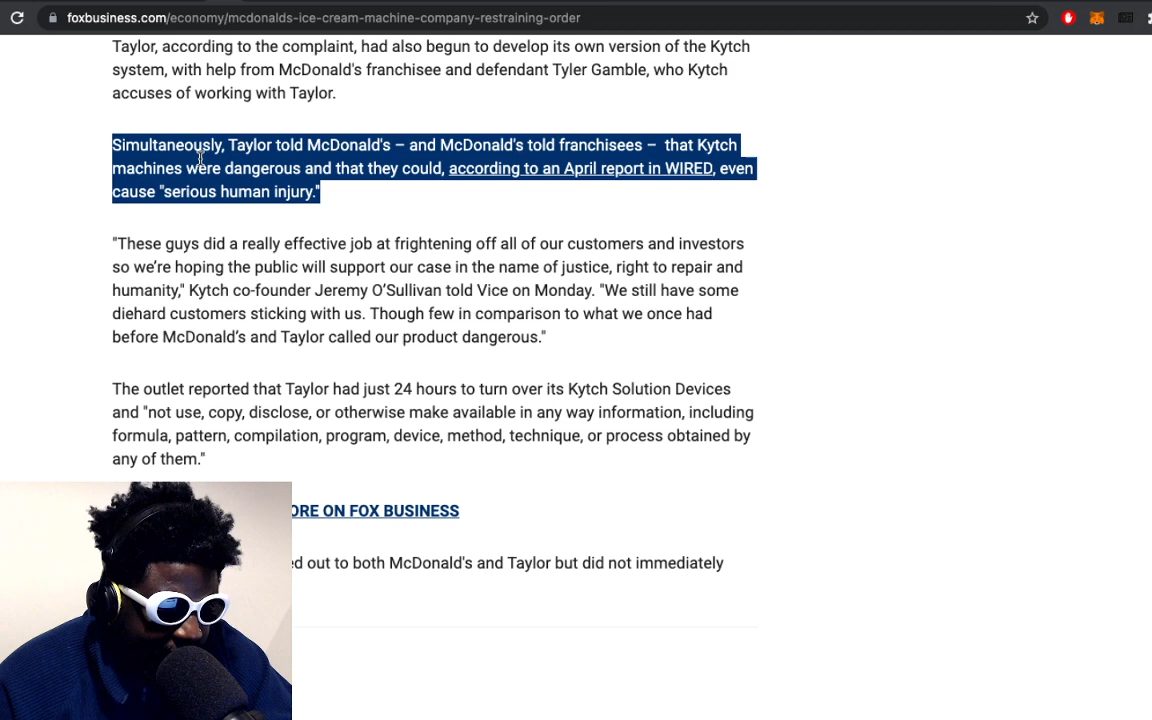 foxbusiness.com/economy/mcdonalds-ice-cream-machine-company-restraining-order
Taylor, according to the complaint, had also begun to develop its own version of the Kytch
system, with help from McDonald's franchisee and defendant Tyler Gamble, who Kytch
accuses of working with Taylor.
Simultaneously, Taylor told McDonald's – and McDonald's told franchisees – that Kytch
machines were dangerous and that they could, according to an April report in WIRED, even
cause "serious human injury."
"These guys did a really effective job at frightening off all of our customers and investors
so we’re hoping the public will support our case in the name of justice, right to repair and
humanity," Kytch co-founder Jeremy O’Sullivan told Vice on Monday. "We still have some
diehard customers sticking with us. Though few in comparison to what we once had
before McDonald’s and Taylor called our product dangerous."
The outlet reported that Taylor had just 24 hours to turn over its Kytch Solution Devices
and "not use, copy, disclose, or otherwise make available in any way information, including
formula, pattern, compilation, program, device, method, technique, or process obtained by
any of them."
ORE ON FOX BUSINESS
d out to both McDonald's and Taylor but did not immediately